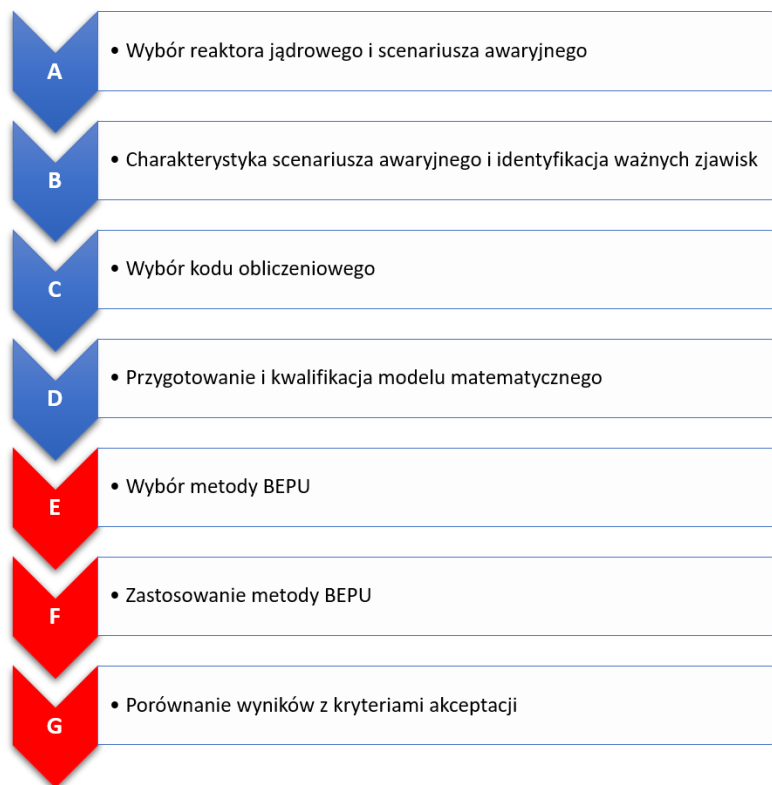 A
• Wybór reaktora jądrowego i scenariusza awaryjnego
B
• Charakterystyka scenariusza awaryjnego i identyfikacja ważnych zjawisk
C
• Wybór kodu obliczeniowego
D
• Przygotowanie i kwalifikacja modelu matematycznego
E
• Wybór metody BEPU
F
• Zastosowanie metody BEPU
G
• Porównanie wyników z kryteriami akceptacji